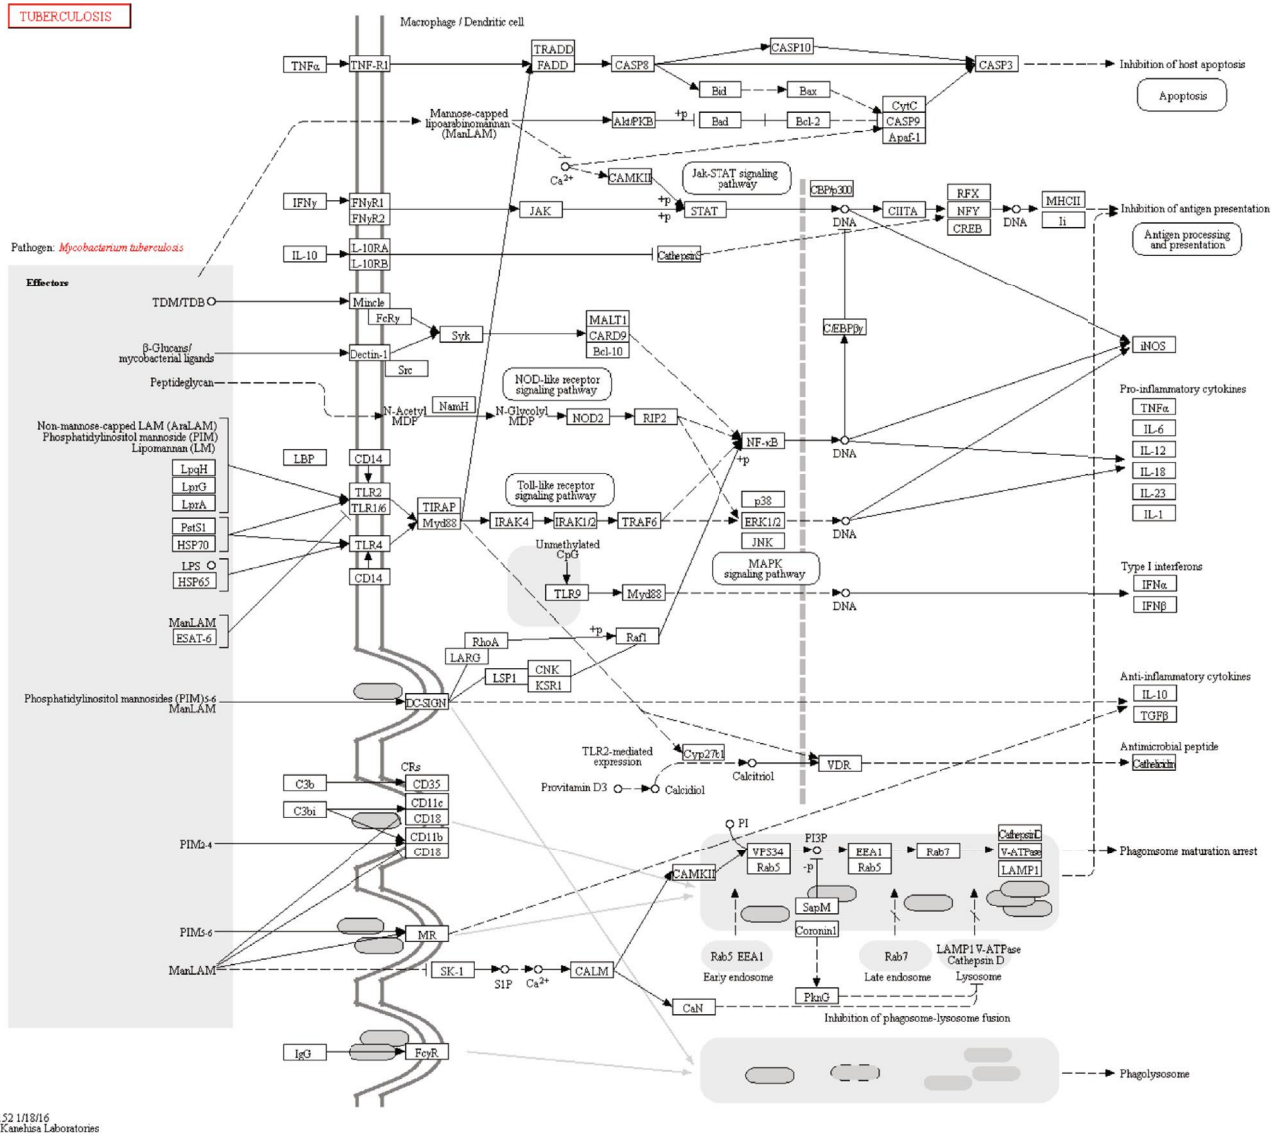 TUBERCULOSIS
Macrophage / Dendritic cell
TNFα
TNF-R1
TRADD
FADD
CASP8
CASP10
CASP3
Inhibition of host apoptosis
Apoptosis
Bid
Bax
CytC
CASP9
Apaf-1
Mannose-capped
lipoarabinomannan
(ManLAM)
Akt/PKB
+p
Bad
Bcl-2
Ca2+
CAMKII
Jak-STAT signaling
pathway
IFNγ
FNγR1
FNγR2
JAK
+p
+p
STAT
CBP/p300
DNA
CIITA
RFX
NFY
CREB
DNA
MHCII
Ii
Inhibition of antigen presentation
Antigen processing
and presentation
Pathogen: Mycobacterium tuberculosis
IL-10
IL-10RA
IL-10RB
CathepsinS
Effectors
TDM/TDB
Mincle
FcRγ
Syk
MALT1
CARD9
Bcl-10
C/EBPβγ
iNOS
β-Glucans/
mycobacterial ligands
Dectin-1
Src
Peptideglycan
N-Acetyl
MDP
NamH
N-Glycolyl
MDP
NOD-like receptor
signaling pathway
NOD2
RIP2
NF-κB
+p
DNA
Pro-inflammatory cytokines
TNFα
IL-6
IL-12
IL-18
IL-23
IL-1
Non-mannose-capped LAM (AraLAM)
Phosphatidylinositol mannoside (PIM)
Lipomannan (LM)
LpqH
LprG
LprA
PstS1
HSP70
LPS
HSP65
ManLAM
ESAT-6
LBP
CD14
TLR2
TLR1/6
TLR4
CD14
TIRAP
Myd88
Toll-like receptor
signaling pathway
IRAK4
IRAK1/2
TRAF6
p38
ERK1/2
JNK
DNA
MAPK
signaling pathway
Unmethylated
CpG
TLR9
Myd88
DNA
Type I interferons
IFNα
IFNβ
RhoA
LARG
+p
Raf1
LSP1
CNK
KSR1
Phosphatidylinositol mannosides (PIM)5-6
ManLAM
DC-SIGN
Anti-inflammatory cytokines
IL-10
TGFβ
TLR2-mediated
expression
Cyp27b1
Provitamin D3
Calcidiol
Calcitriol
VDR
Antimicrobial peptide
Cathelicidin
CRs
C3b
CD35
C3bi
CD11c
CD18
PIM2-4
CD11b
CD18
PI
VPS34
Rab5
PI3P
-p
EEA1
Rab5
Rab7
CathepsinD
V-ATPase
LAMP1
Phagomsome maturation arrest
CAMKII
SapM
Coronin1
PIM5-6
MR
ManLAM
SK-1
S1P
Ca2+
CALM
CaN
Rab5 EEA1
Early endosome
Rab7
Late endosome
LAMP1 V-ATPase
Cathepsin D
Lysosome
PknG
Inhibition of phagosome-lysosome fusion
IgG
FcγR
Phagolysosome
52 1/18/16
Kanehisa Laboratories